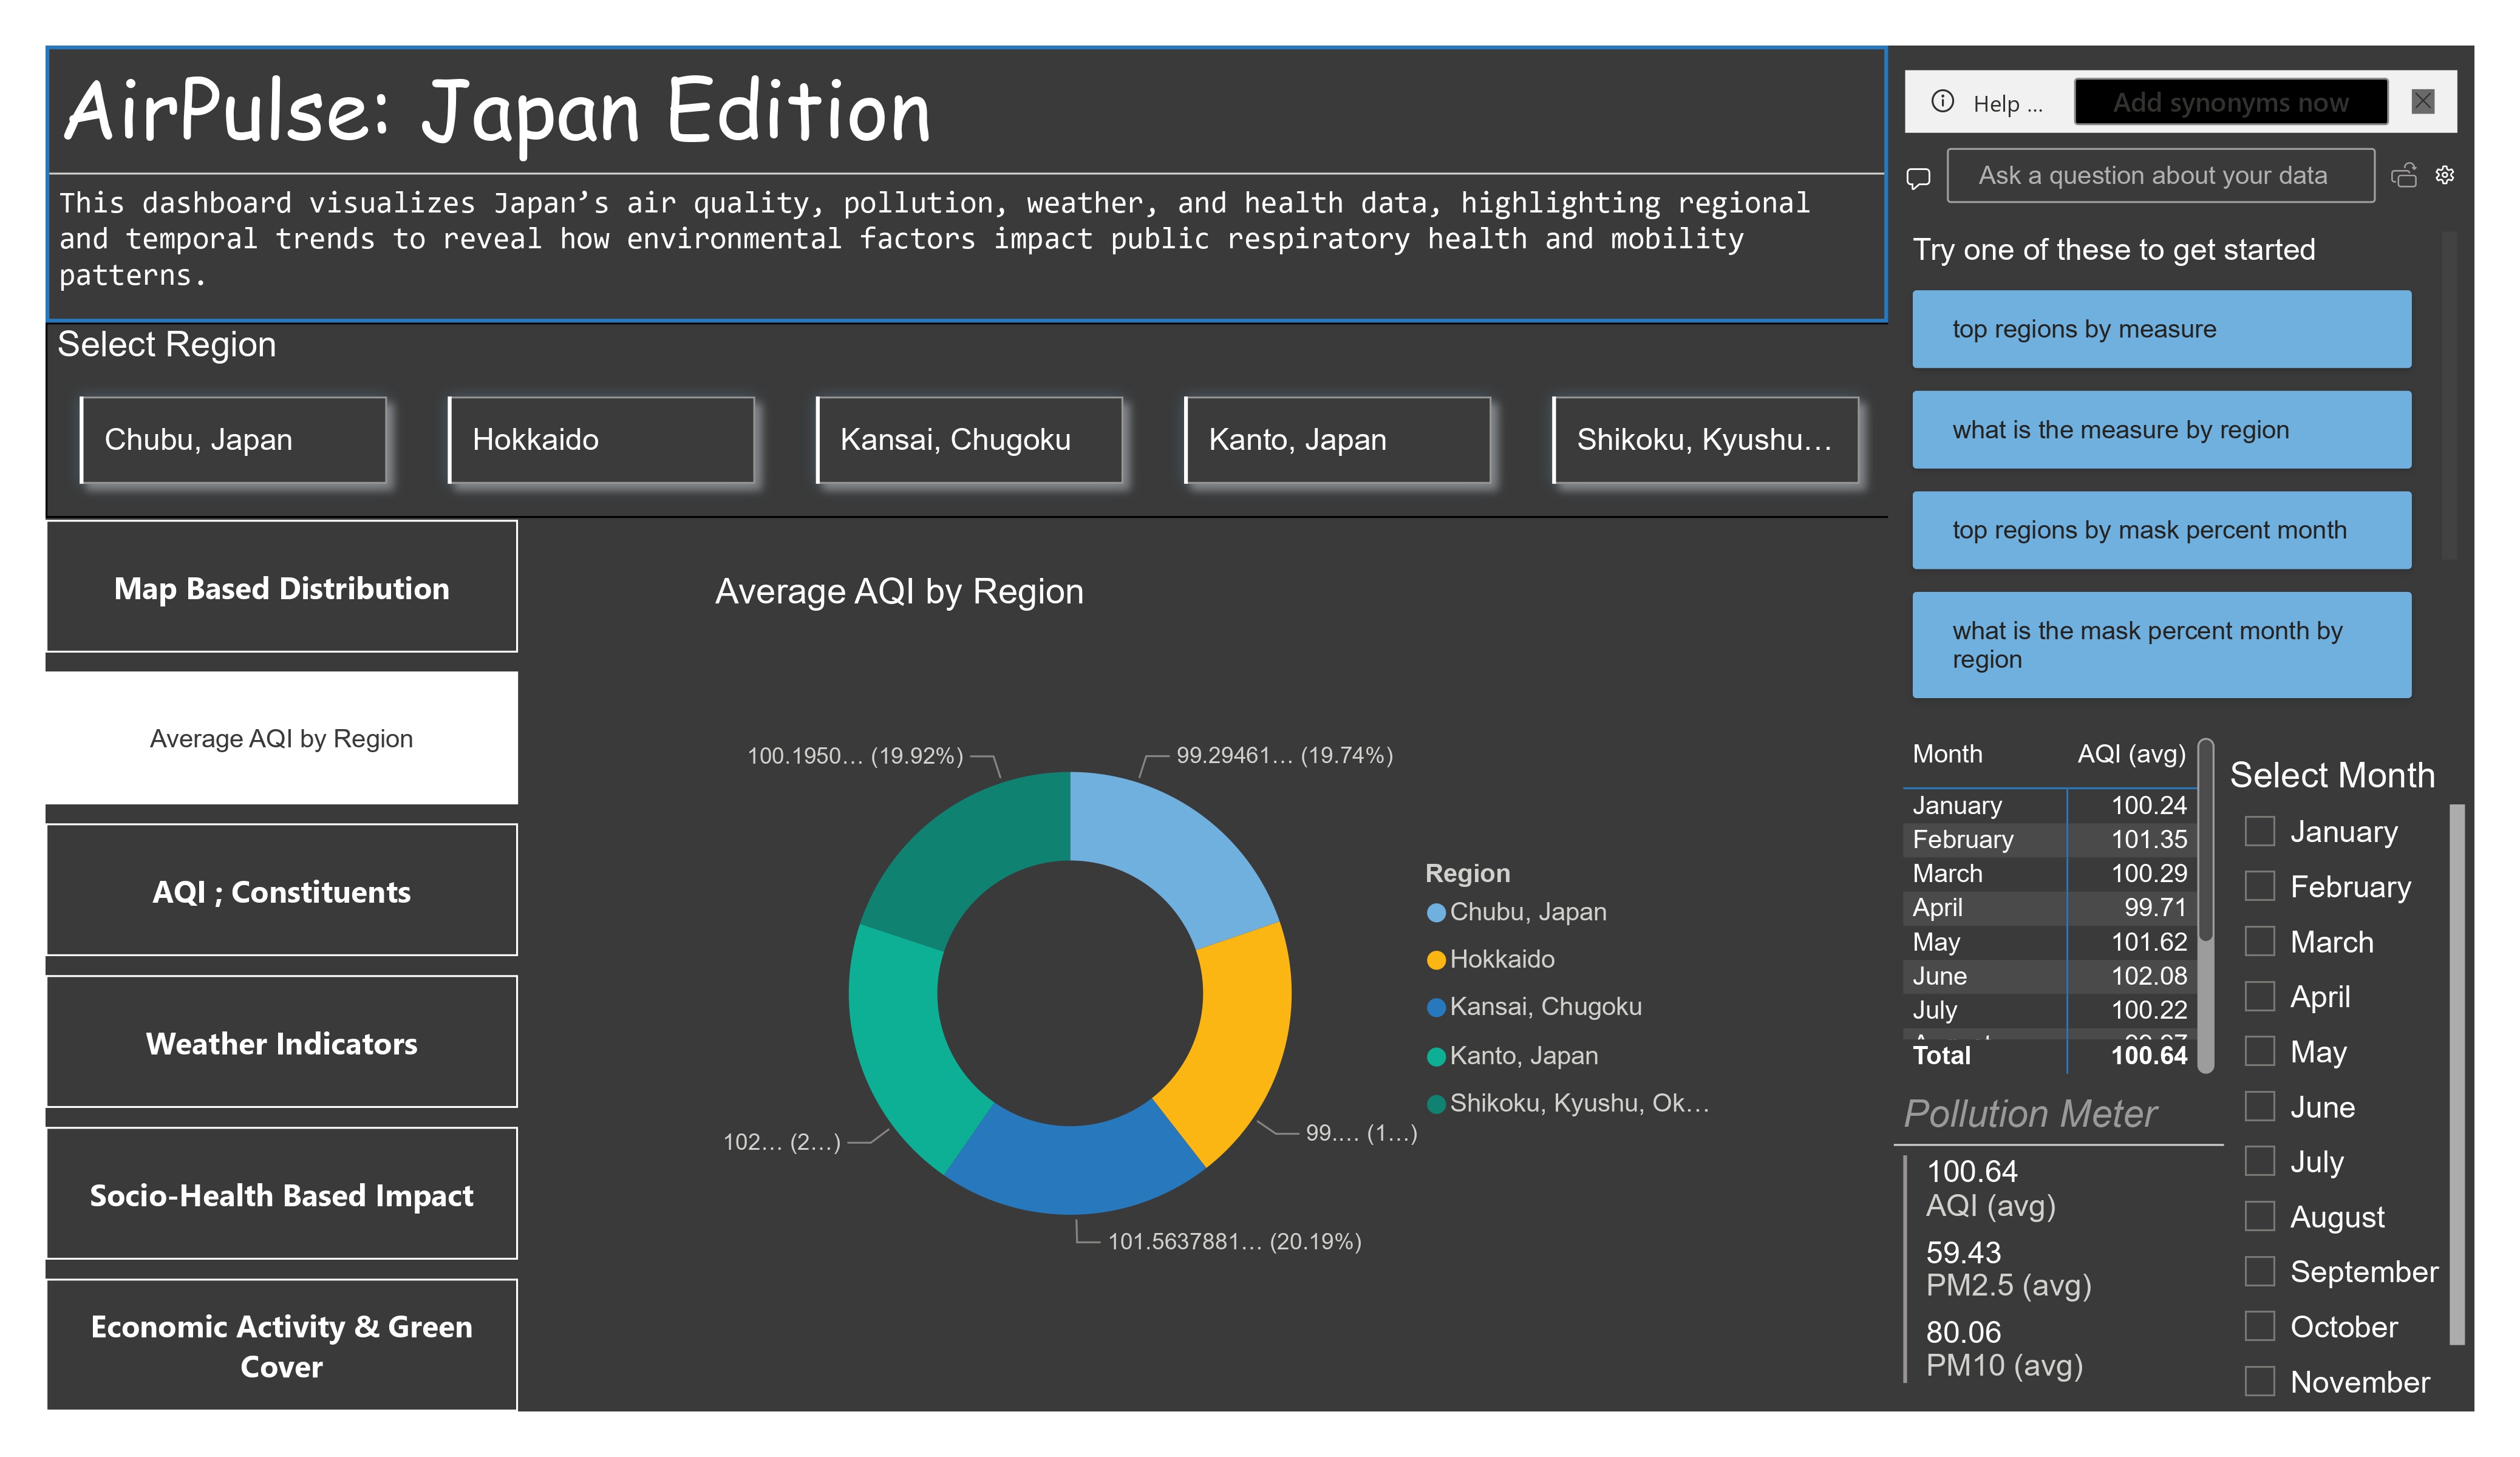 AirPulse: Japan Edition
This dashboard visualizes Japan’s air quality, pollution, weather, and health data, highlighting regional
and temporal trends to reveal how environmental factors impact public respiratory health and mobility
patterns.
Select Region
Chubu, Japan
Hokkaido
Kansai, Chugoku
Kanto, Japan
Shikoku, Kyushu…
Map Based Distribution
Average AQI by Region
AQI ; Constituents
Weather Indicators
Socio-Health Based Impact
Economic Activity & Green
Cover
Average AQI by Region
100.1950… (19.92%)
99.29461… (19.74%)
102… (2…)
99.… (1…)
101.5637881… (20.19%)
Region
Chubu, Japan
Hokkaido
Kansai, Chugoku
Kanto, Japan
Shikoku, Kyushu, Ok…
Help ...
Add synonyms now
Ask a question about your data
Try one of these to get started
top regions by measure
what is the measure by region
top regions by mask percent month
what is the mask percent month by
region
Month AQI (avg)
January 100.24
February 101.35
March 100.29
April 99.71
May 101.62
June 102.08
July 100.22
Total 100.64
Pollution Meter
100.64
AQI (avg)
59.43
PM2.5 (avg)
80.06
PM10 (avg)
Select Month
January
February
March
April
May
June
July
August
September
October
November